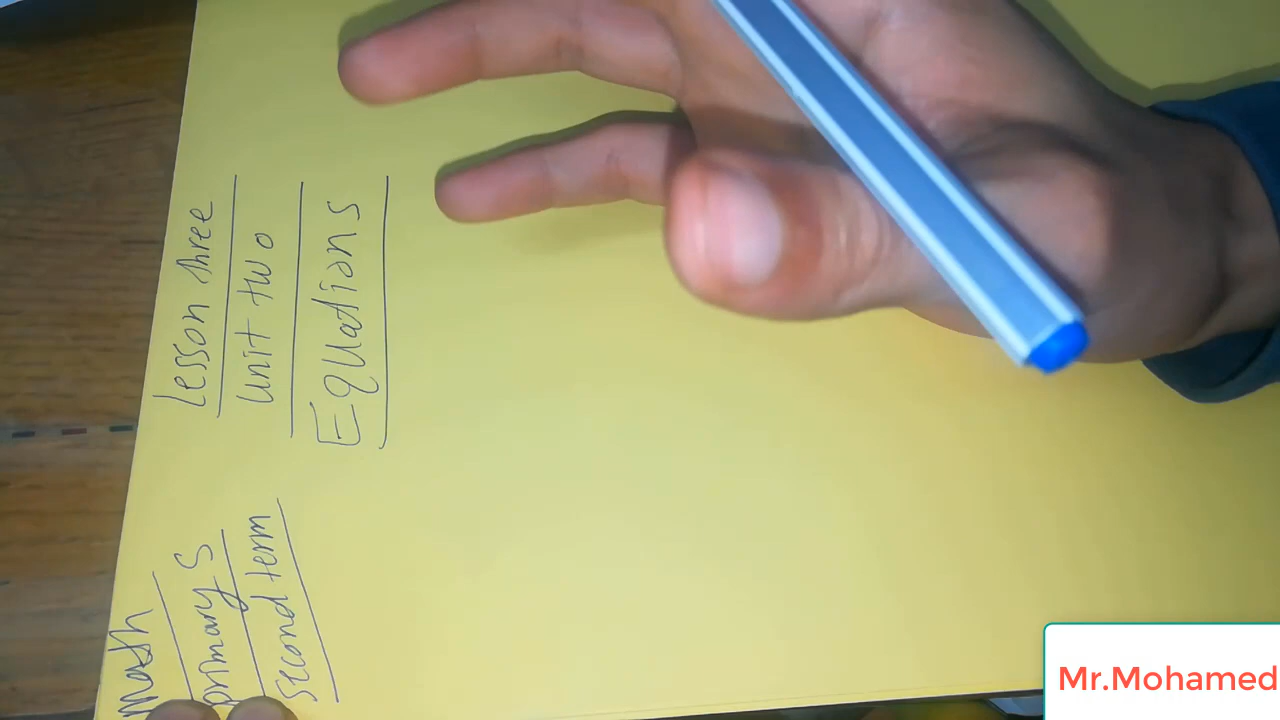 Math
primary 5
second term
Lesson three
unit two
Equations
Mr.Mohamed